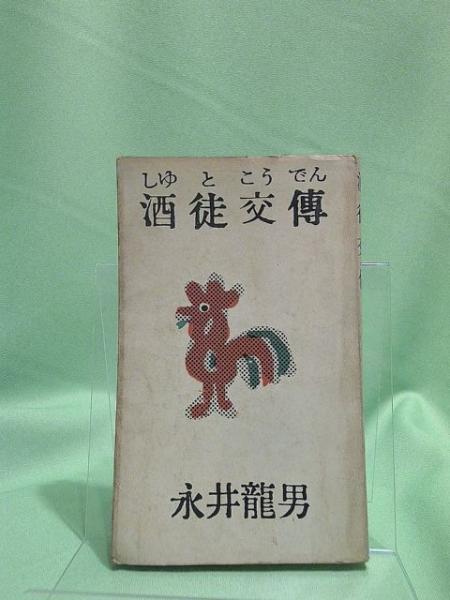 しゆ と こう でん
酒徒交傳
永井龍男